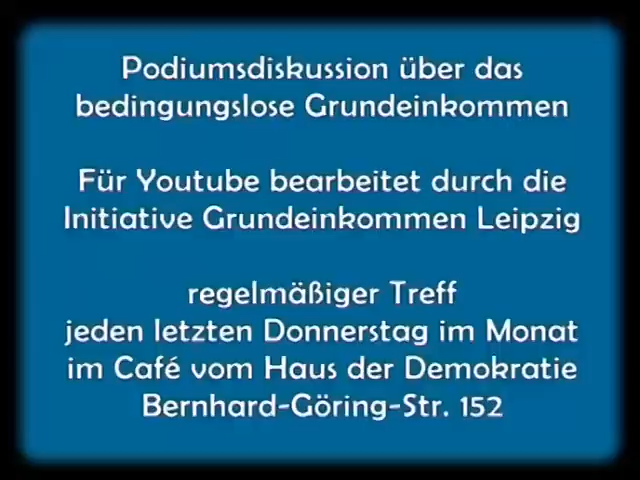 Podiumsdiskussion über das
bedingungslose Grundeinkommen
Für Youtube bearbeitet durch die
Initiative Grundeinkommen Leipzig
regelmäßiger Treff
jeden letzten Donnerstag im Monat
im Café vom Haus der Demokratie
Bernhard-Göring-Str. 152